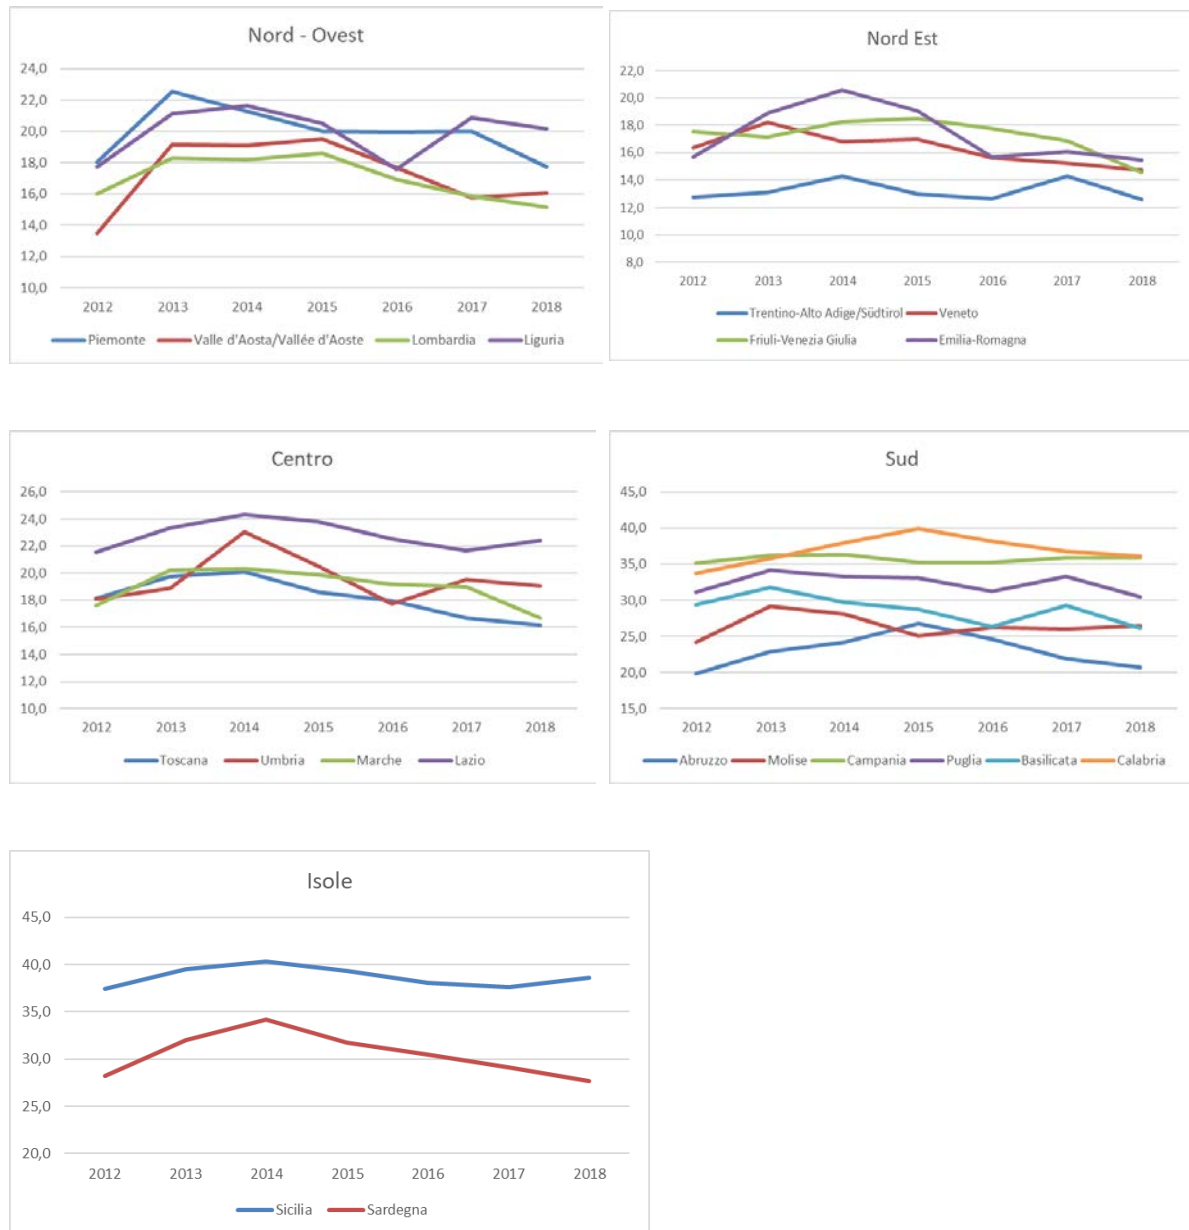 Nord - Ovest
24,0
22,0
20,0
18,0
16,0
14,0
12,0
10,0
2012 2013 2014 2015 2016 2017 2018
Piemonte Valle d'Aosta/Vallée d'Aoste Lombardia Liguria
Nord Est
22,0
20,0
18,0
16,0
14,0
12,0
10,0
8,0
2012 2013 2014 2015 2016 2017 2018
Trentino-Alto Adige/Südtirol Veneto
Friuli-Venezia Giulia Emilia-Romagna
Centro
26,0
24,0
22,0
20,0
18,0
16,0
14,0
12,0
10,0
2012 2013 2014 2015 2016 2017 2018
Toscana Umbria Marche Lazio
Sud
45,0
40,0
35,0
30,0
25,0
20,0
15,0
2012 2013 2014 2015 2016 2017 2018
Abruzzo Molise Campania Puglia Basilicata Calabria
Isole
45,0
40,0
35,0
30,0
25,0
20,0
2012 2013 2014 2015 2016 2017 2018
Sicilia Sardegna